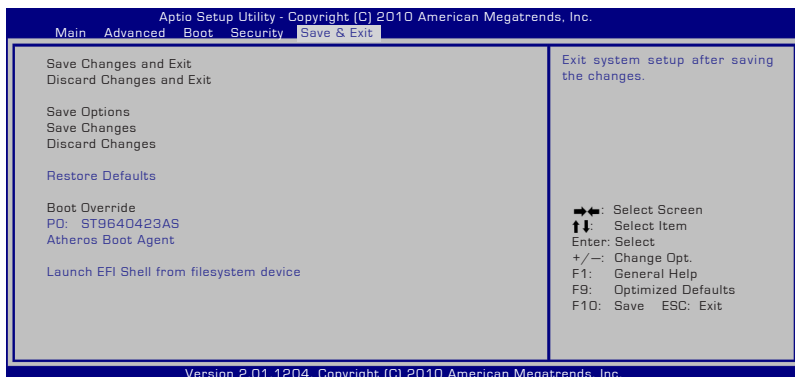 Aptio Setup Utility - Copyright (C) 2010 American Megatrends, Inc.
Main Advanced Boot Security Save & Exit
Save Changes and Exit
Discard Changes and Exit
Save Options
Save Changes
Discard Changes
Restore Defaults
Boot Override
P0: ST9640423AS
Atheros Boot Agent
Launch EFI Shell from filesystem device
Exit system setup after saving
the changes.
→←: Select Screen
↑↓: Select Item
Enter: Select
+/—: Change Opt.
F1: General Help
F9: Optimized Defaults
F10: Save ESC: Exit
Version 2.01.1204. Copyright (C) 2010 American Megatrends, Inc.